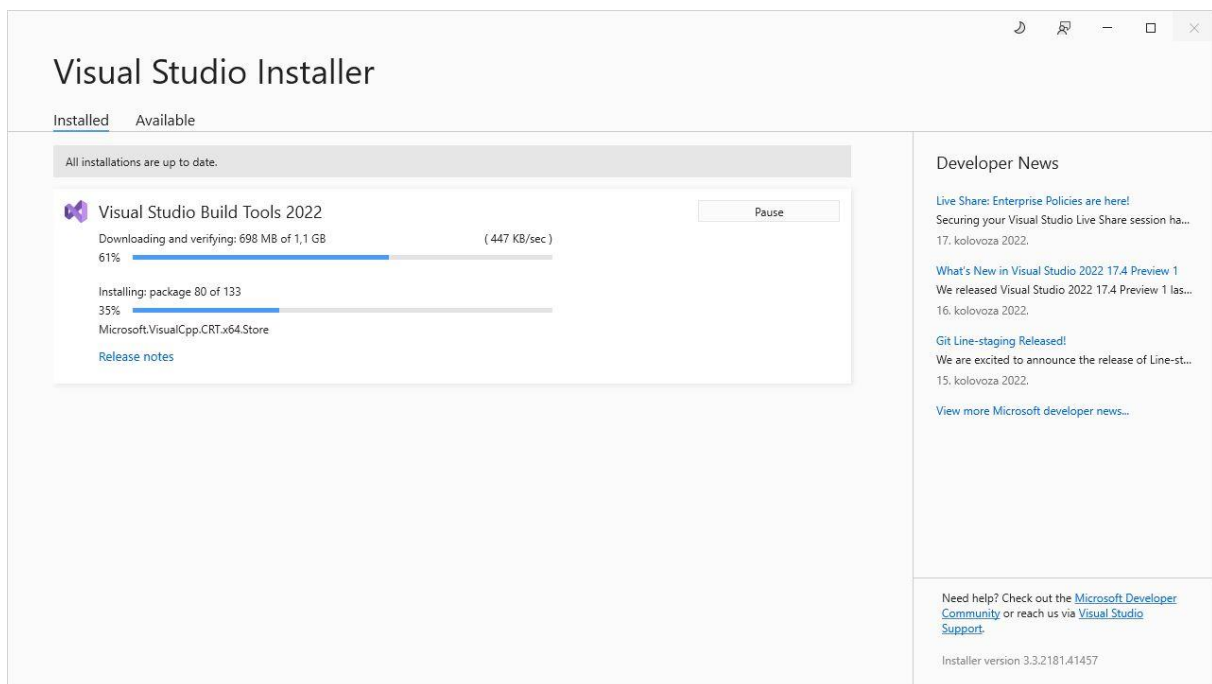 Visual Studio Installer
Installed Available
All installations are up to date.
Visual Studio Build Tools 2022
Pause
Downloading and verifying: 698 MB of 1,1 GB ( 447 KB/sec )
61%
Installing: package 80 of 133
35%
Microsoft.VisualCpp.CRT.x64.Store
Release notes
Developer News
Live Share: Enterprise Policies are here!
Securing your Visual Studio Live Share session ha...
17. kolovoza 2022.
What's New in Visual Studio 2022 17.4 Preview 1
We released Visual Studio 2022 17.4 Preview 1 las...
16. kolovoza 2022.
Git Line-staging Released!
We are excited to announce the release of Line-st...
15. kolovoza 2022.
View more Microsoft developer news...
Need help? Check out the Microsoft Developer
Community or reach us via Visual Studio
Support.
Installer version 3.3.2181.41457